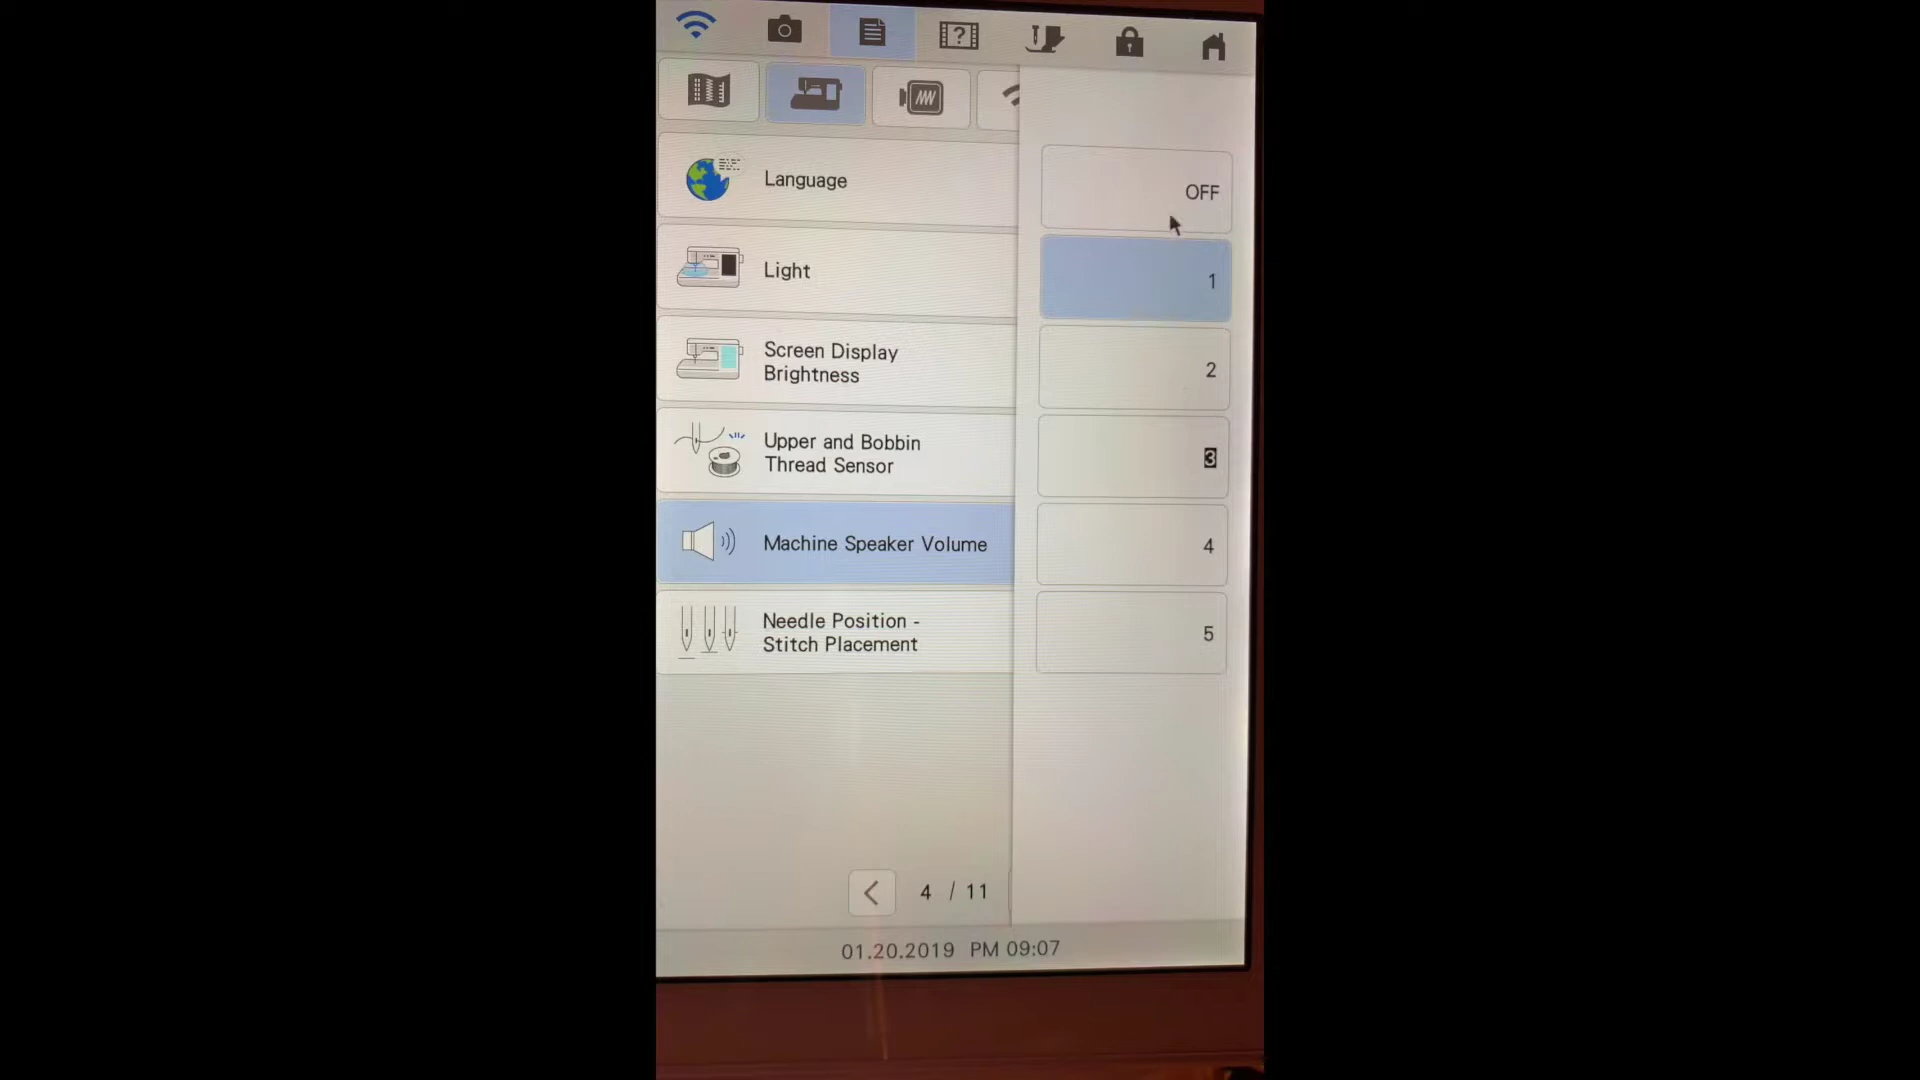 Language
Light
Screen Display
Brightness
Upper and Bobbin
Thread Sensor
Machine Speaker Volume
Needle Position -
Stitch Placement
OFF
1
2
3
4
5
4 / 11
01.20.2019 PM 09:07